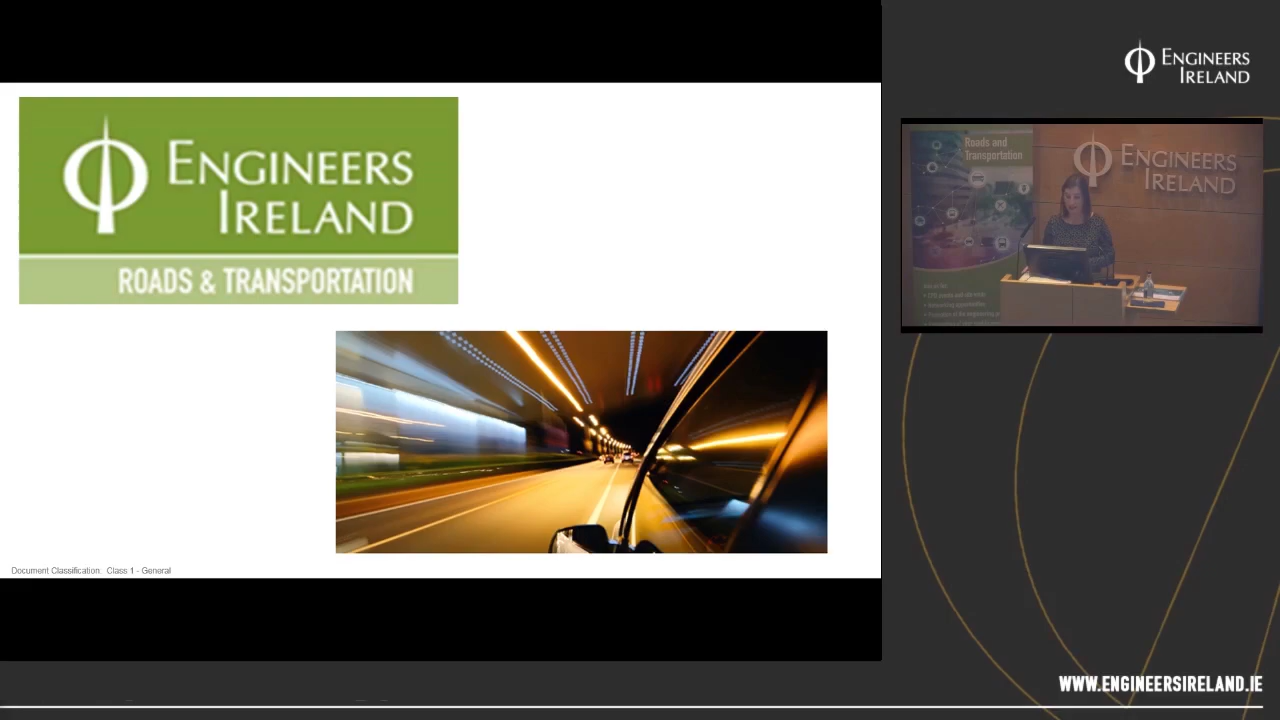 ENGINEERS
IRELAND
ROADS & TRANSPORTATION
Document Classification: Class 1 - General
ENGINEERS
IRELAND
Roads and
Transportation
ENGINEERS
IRELAND
WWW.ENGINEERSIRELAND.IE